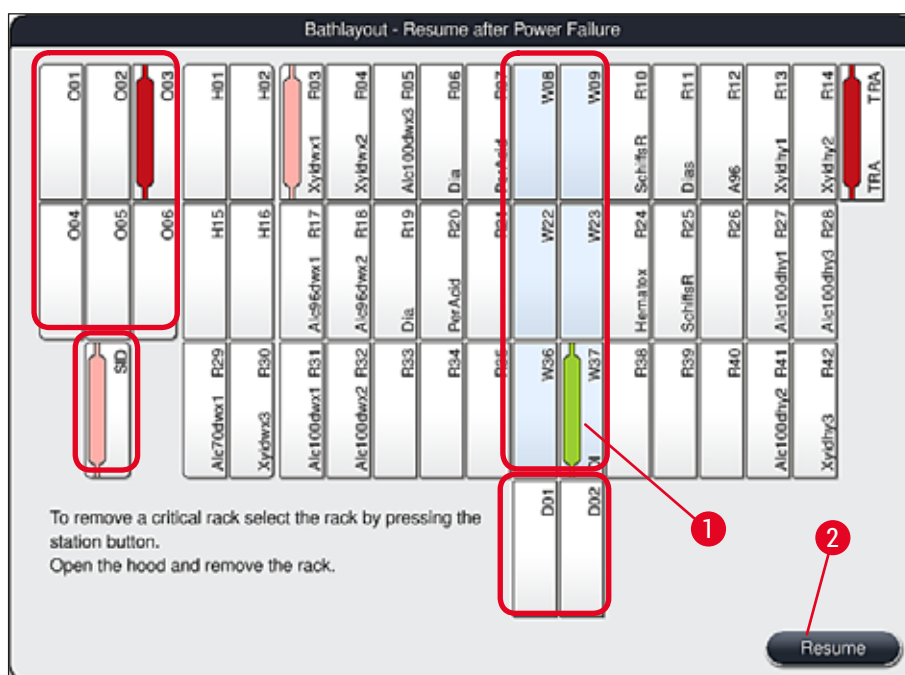 Bathlayout - Resume after Power Failure
O01
O02
O03
H01
H02
Xyldwx1 R03
Xyldwx2 R04
Alc100dwx3 R05
Dia R06
PerAcid R07
W08
W09
SchiffsR R10
Dias R11
A96 R12
Xyldhy1 R13
Xyldhy2 R14
TRA TRA
O04
O05
O06
H15
H16
Alc96dwx1 R17
Alc96dwx2 R18
Dia R19
PerAcid R20
R21
W22
W23
Hematox R24
SchiffsR R25
R26
Alc100dhy1 R27
Alc100dhy3 R28
SID
Alc70dwx1 R29
Xyldwx3 R30
Alc100dwx1 R31
Alc100dwx2 R32
R33
R34
R35
W36
W37
R38
R39
R40
Alc100dhy2 R41
Xyldhy3 R42
D01
D02
1
To remove a critical rack select the rack by pressing the
station button.
Open the hood and remove the rack.
2
Resume